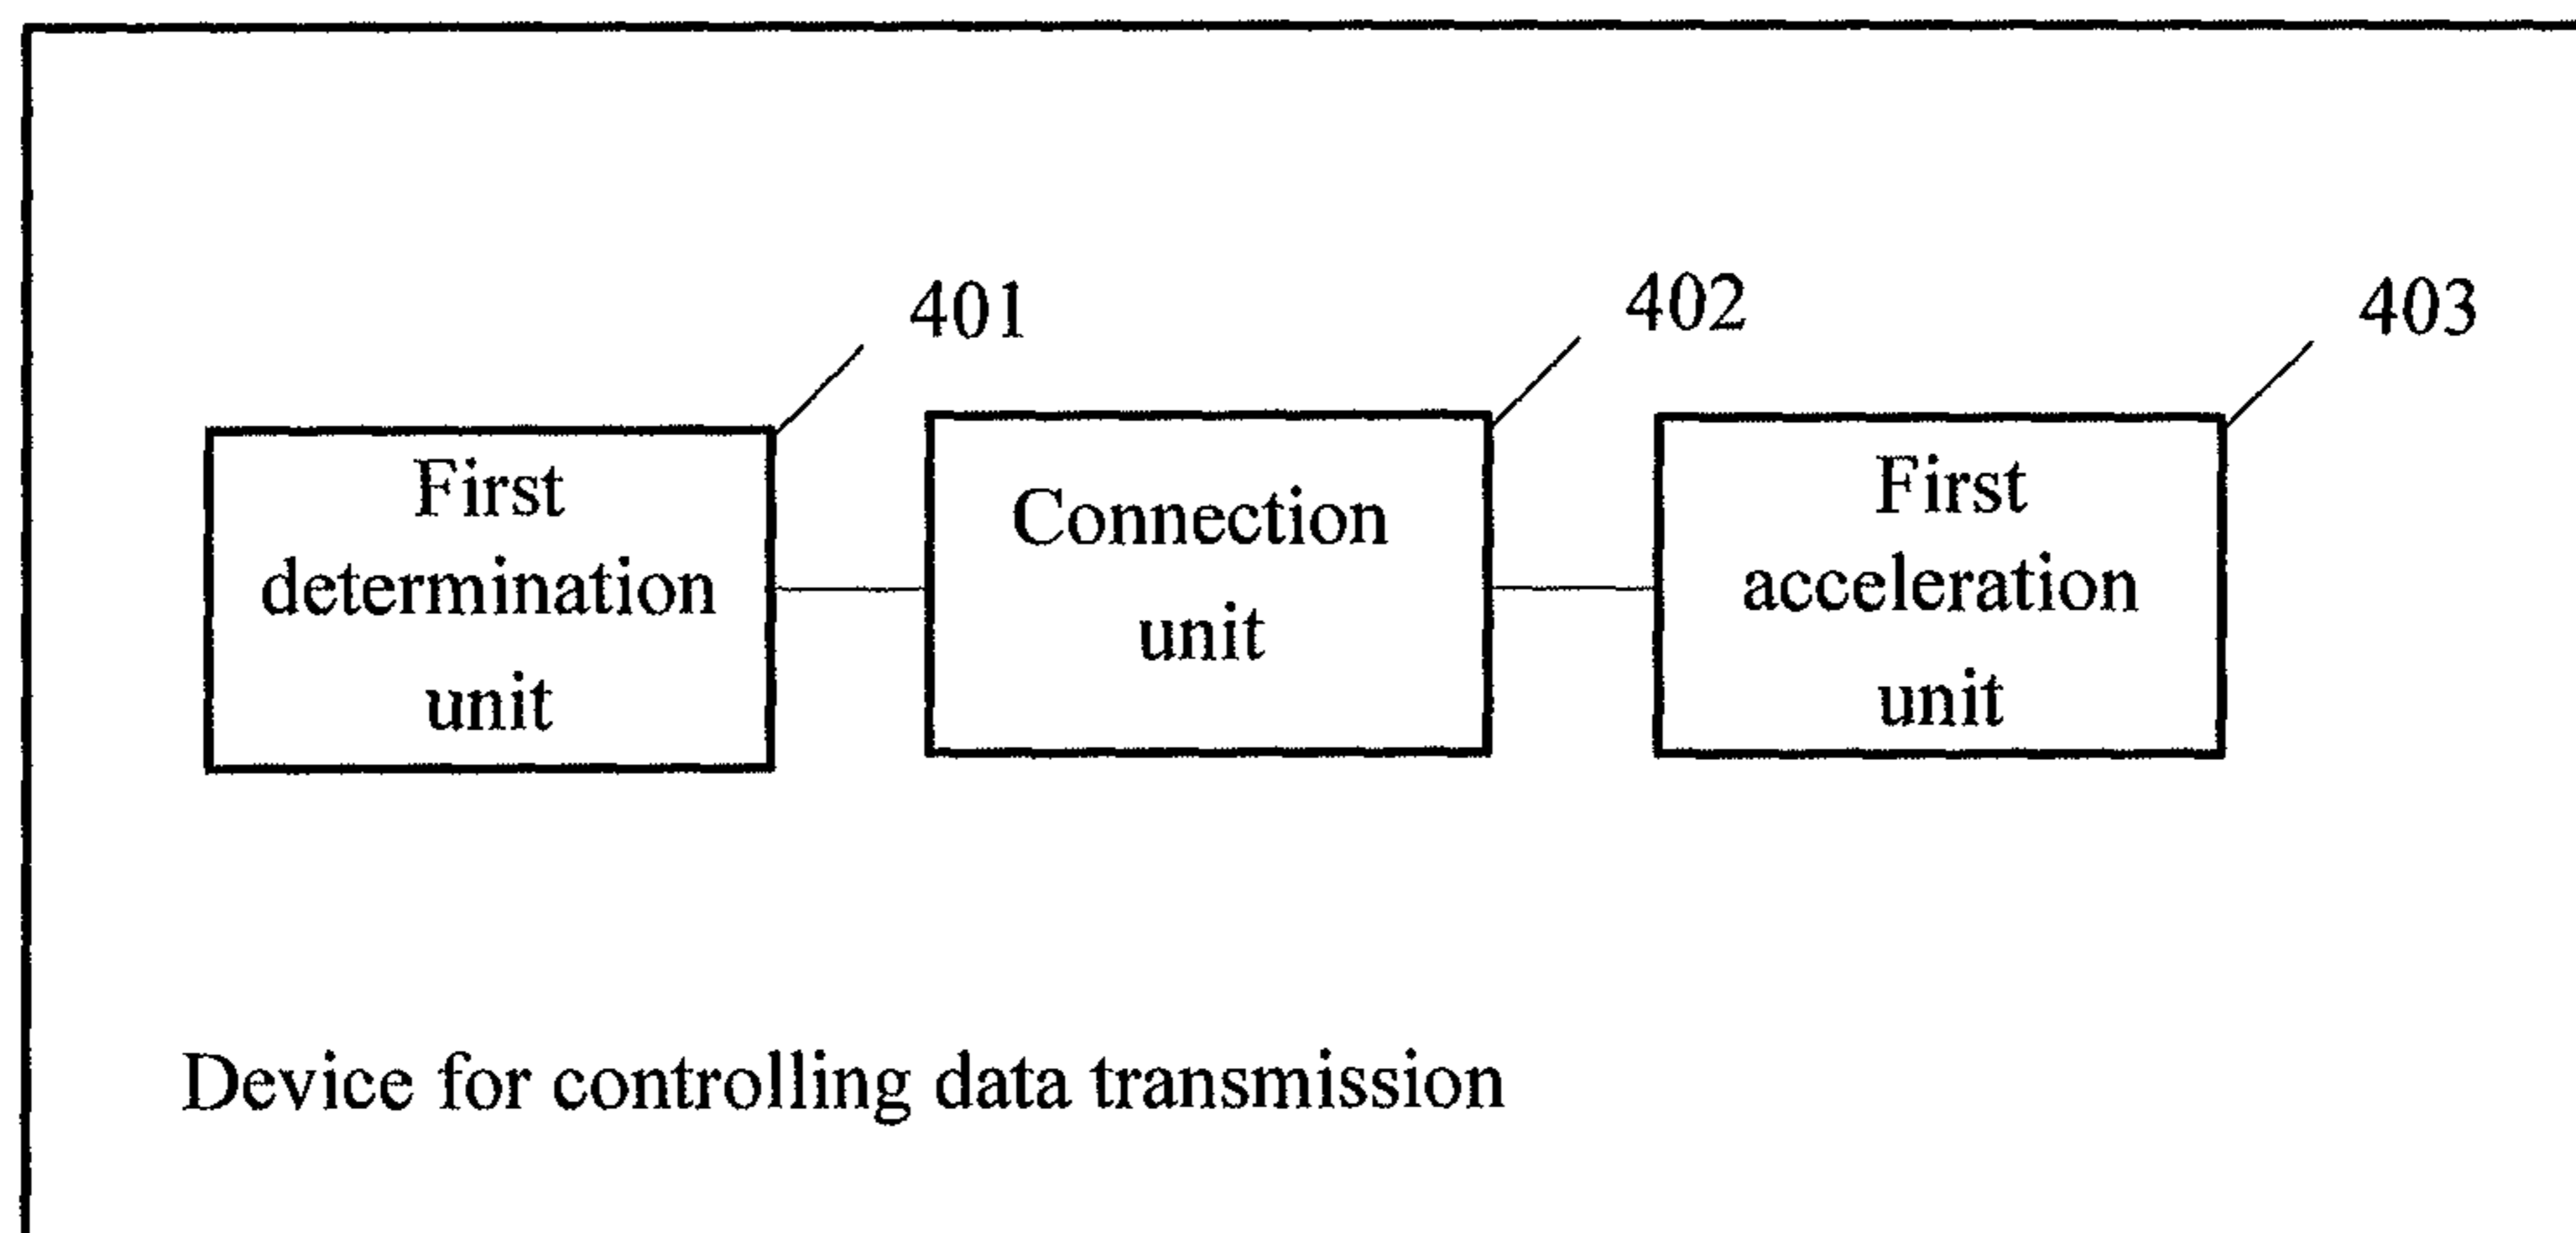 401
402
403
First
determination
unit
Connection
unit
First
acceleration
unit
Device for controlling data transmission